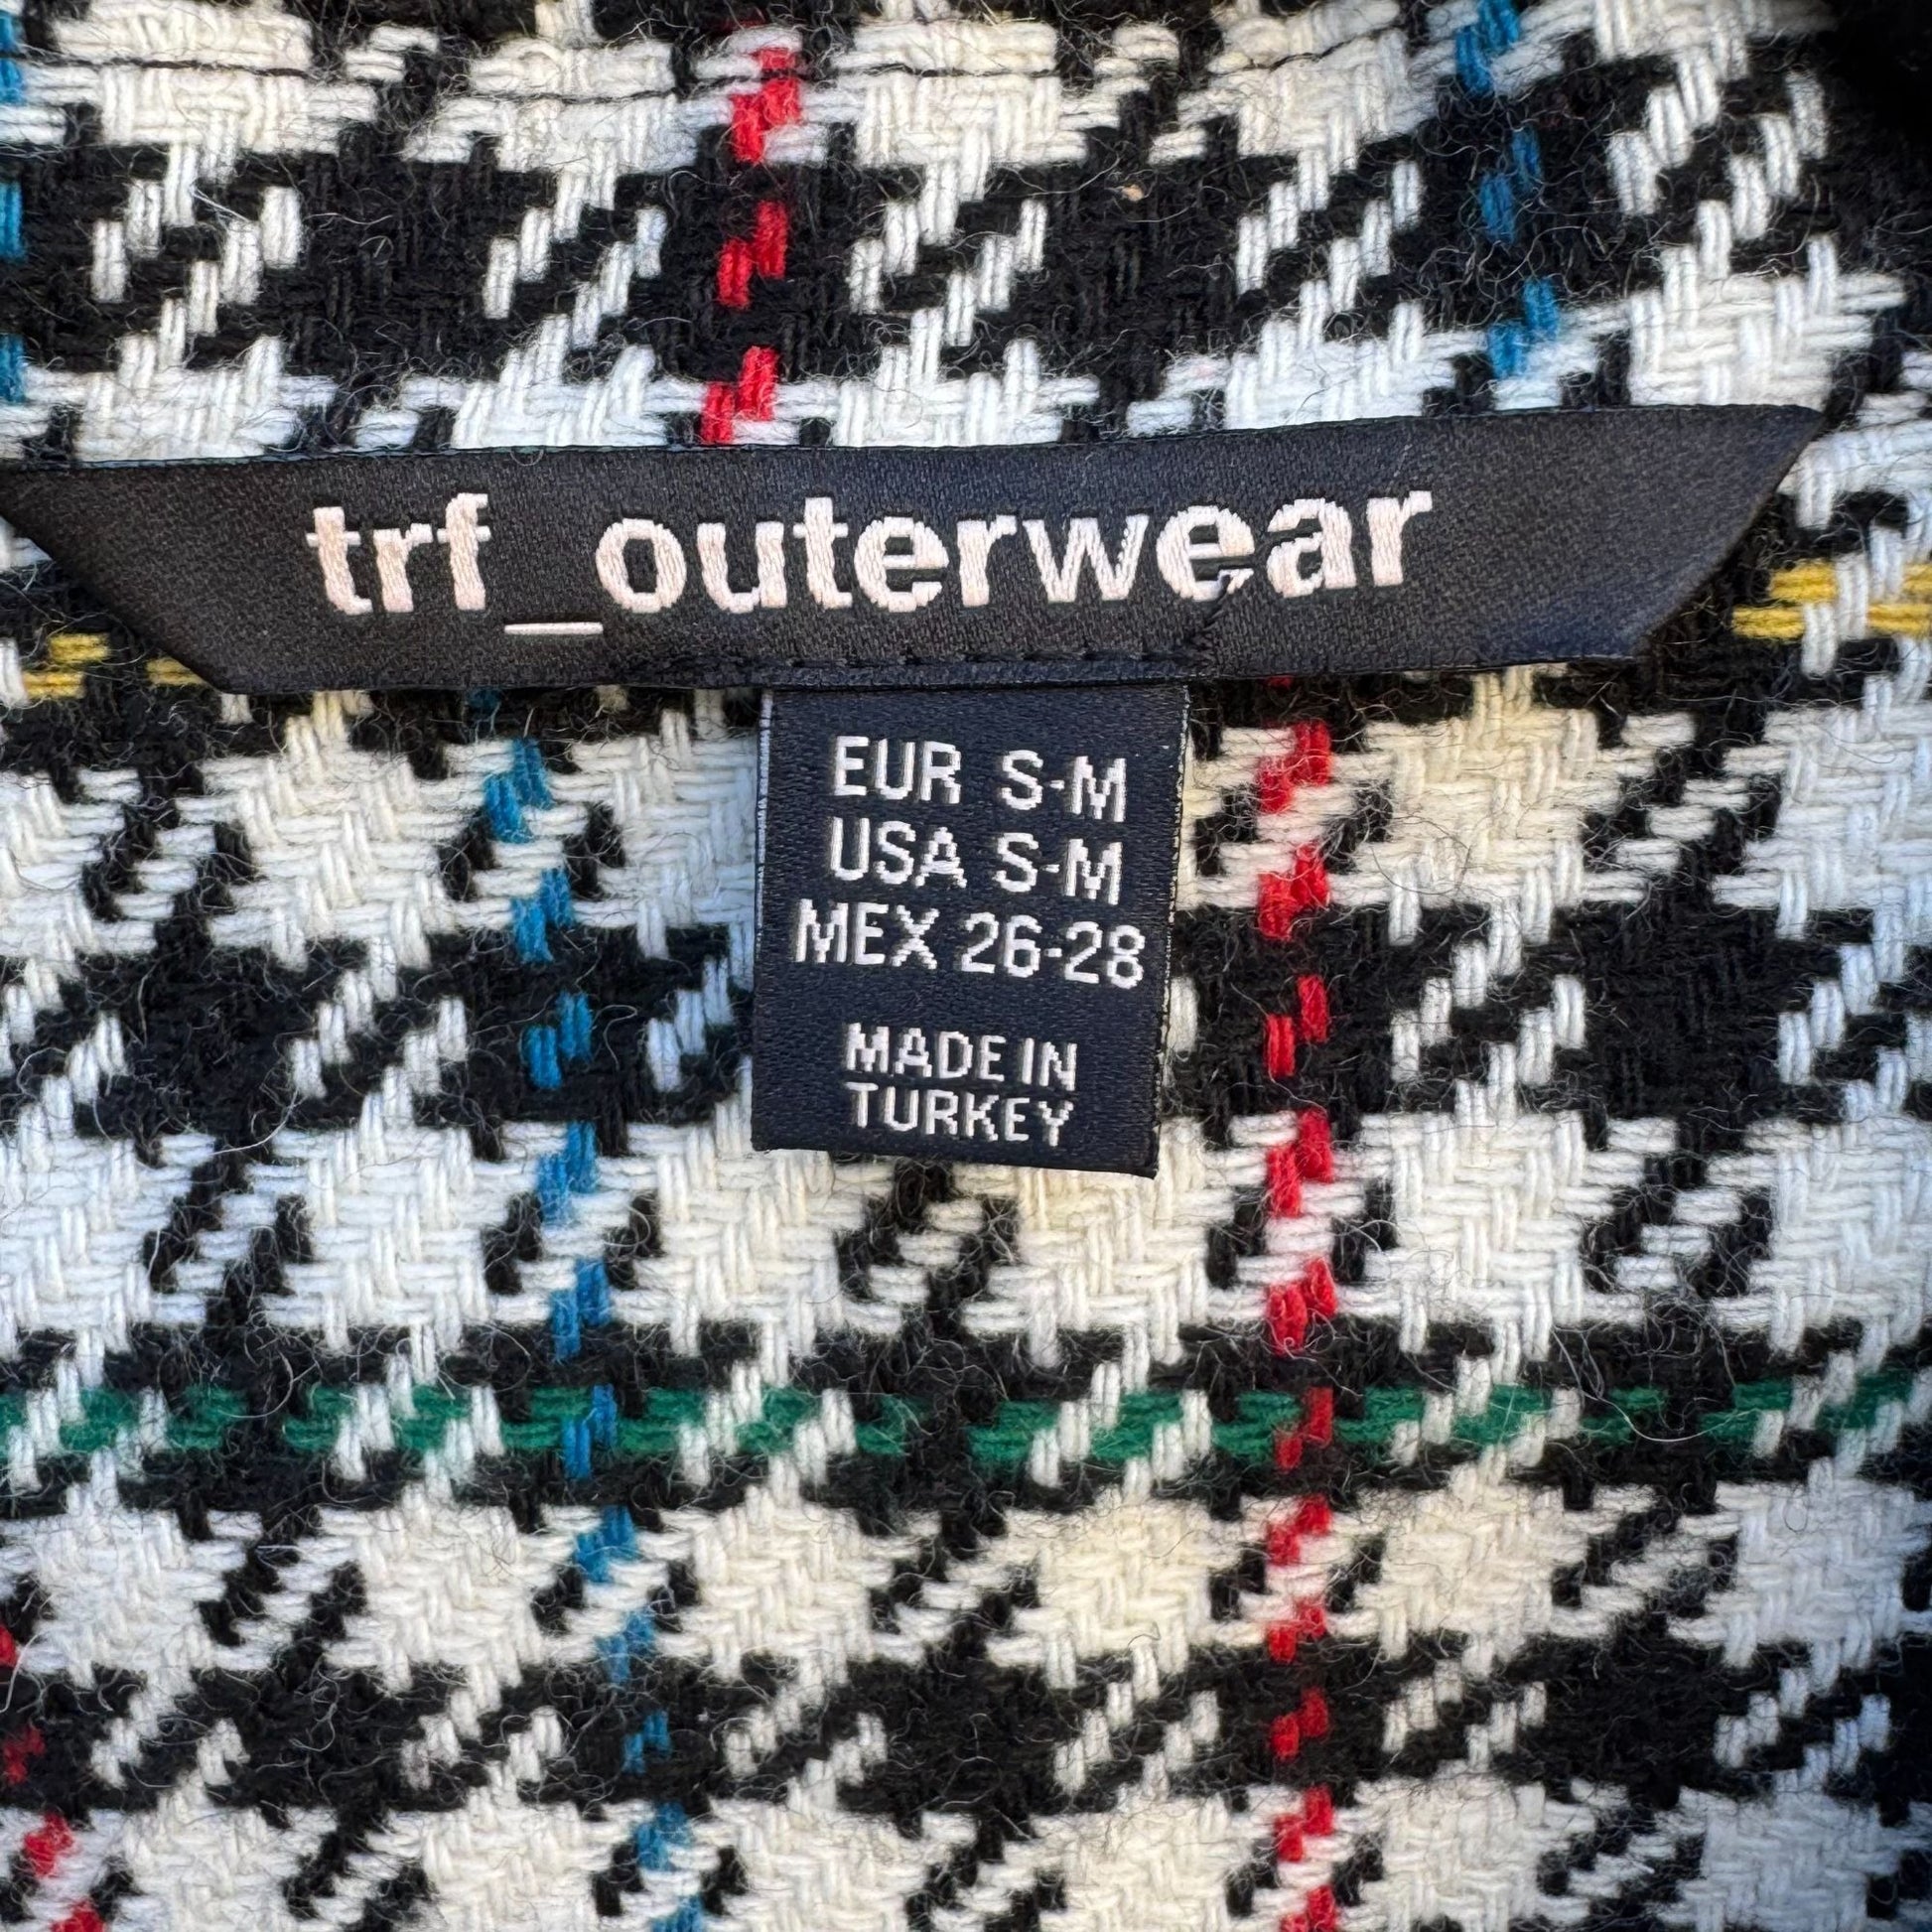 trf_outerwear
EUR S-M
USA S-M
MEX 26-28
MADE IN
TURKEY